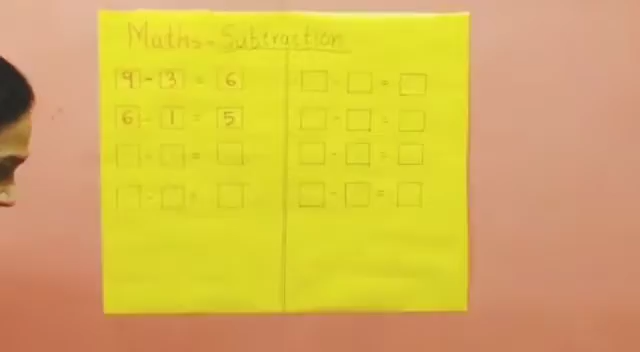 Maths - Subtraction
9 - 3 = 6
6 - 1 = 5
- =
- =
- =
- =
- =
- =